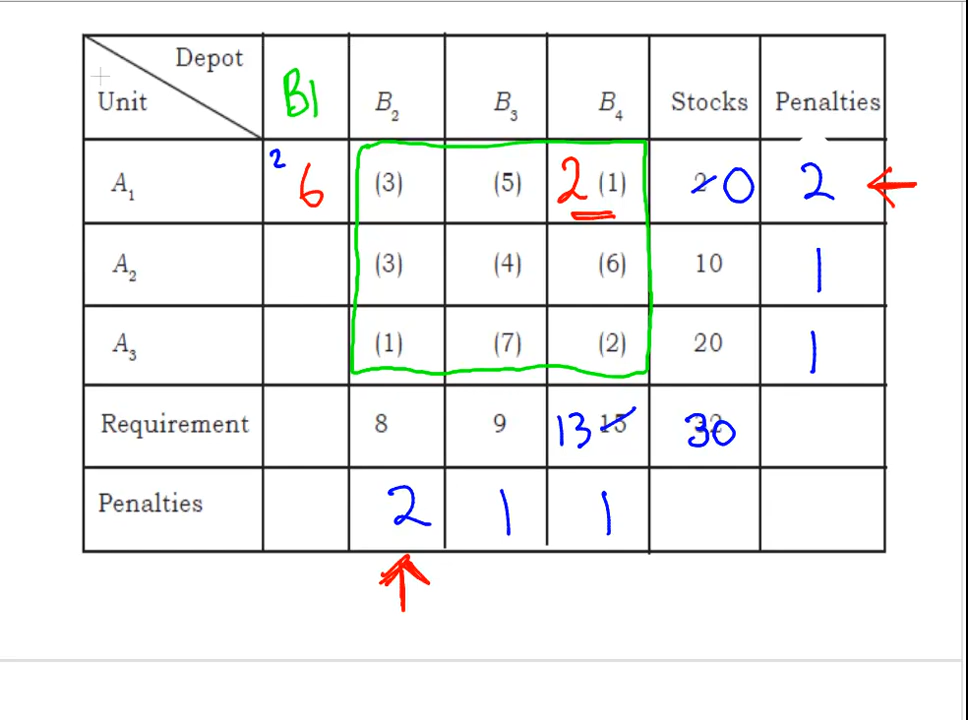 Depot
Unit B1 B₂ B₃ B₄ Stocks Penalties
A₁ 2 6 (3) (5) 2 (1) 2 0 2
A₂ (3) (4) (6) 10 1
A₃ (1) (7) (2) 20 1
Requirement 8 9 13 15 30
Penalties 2 1 1